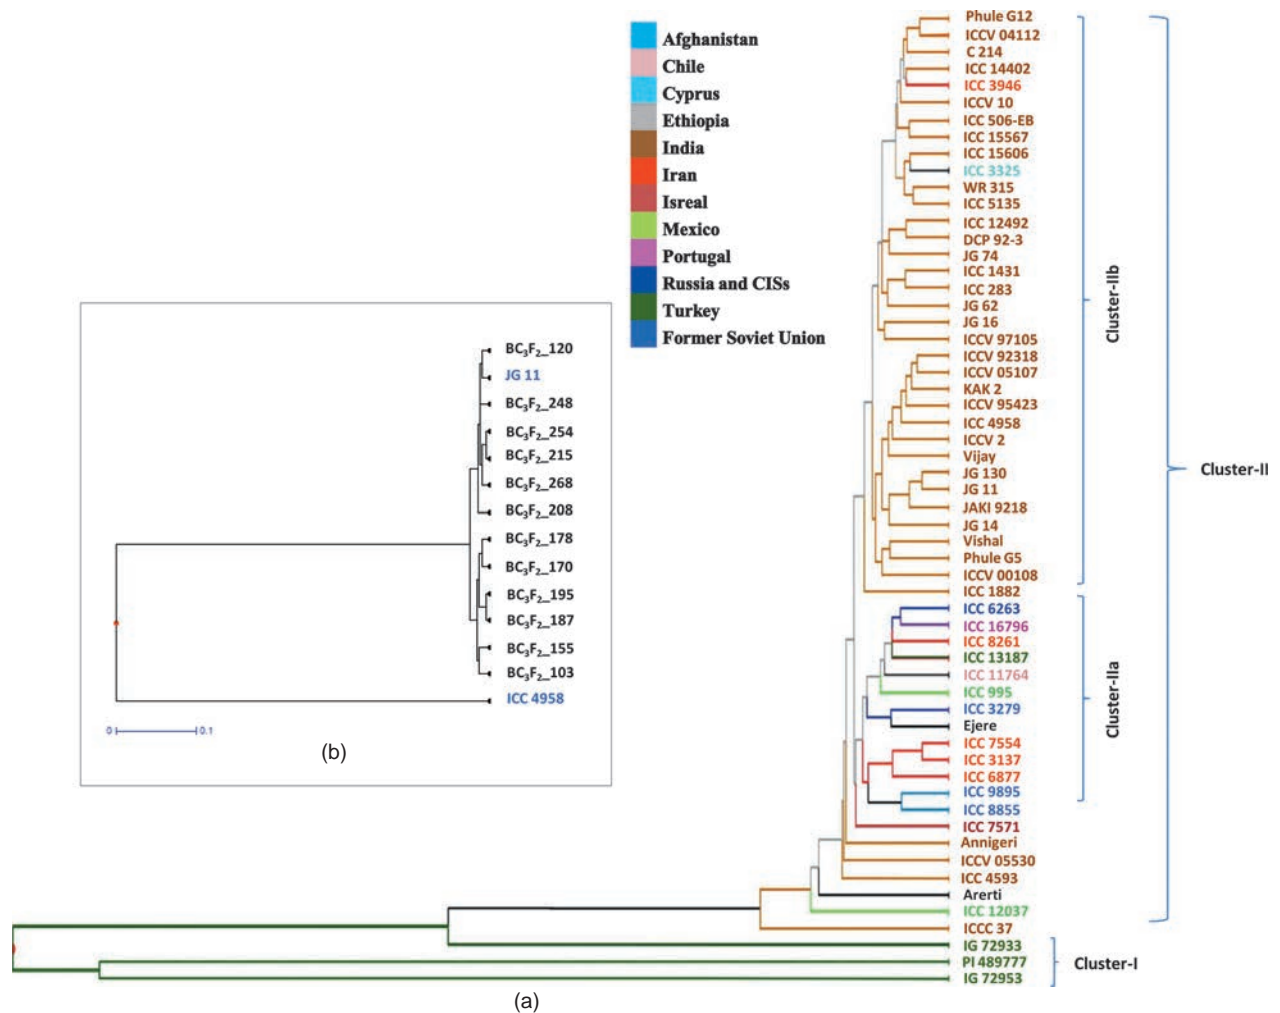 Afghanistan
Chile
Cyprus
Ethiopia
India
Iran
Isreal
Mexico
Portugal
Russia and CISs
Turkey
Former Soviet Union
Phule G12
ICCV 04112
C 214
ICC 14402
ICC 3946
ICCV 10
ICC 506-EB
ICC 15567
ICC 15606
ICC 3325
WR 315
ICC 5135
ICC 12492
DCP 92-3
JG 74
ICC 1431
ICC 283
JG 62
JG 16
ICCV 97105
ICCV 92318
ICCV 05107
KAK 2
ICCV 95423
ICC 4958
ICCV 2
Vijay
JG 130
JG 11
JAKI 9218
JG 14
Vishal
Phule G5
ICCV 00108
ICC 1882
ICC 6263
ICC 16796
ICC 8261
ICC 13187
ICC 11764
ICC 995
ICC 3279
Ejere
ICC 7554
ICC 3137
ICC 6877
ICC 9895
ICC 8855
ICC 7571
Annigeri
ICCV 05530
ICC 4593
Arerti
ICC 12037
ICCC 37
IG 72933
PI 489777
IG 72953
Cluster-IIb
Cluster-IIa
Cluster-II
Cluster-I
(a)
BC3F2_120
JG 11
BC3F2_248
BC3F2_254
BC3F2_215
BC3F2_268
BC3F2_208
BC3F2_178
BC3F2_170
BC3F2_195
BC3F2_187
BC3F2_155
BC3F2_103
ICC 4958
0 0.1
(b)